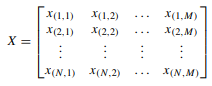 X = [ x(1,1) x(1,2) … x(1,M)
x(2,1) x(2,2) … x(2,M)
⋮ ⋮ ⋮ ⋮
x(N,1) x(N,2) … x(N,M) ]